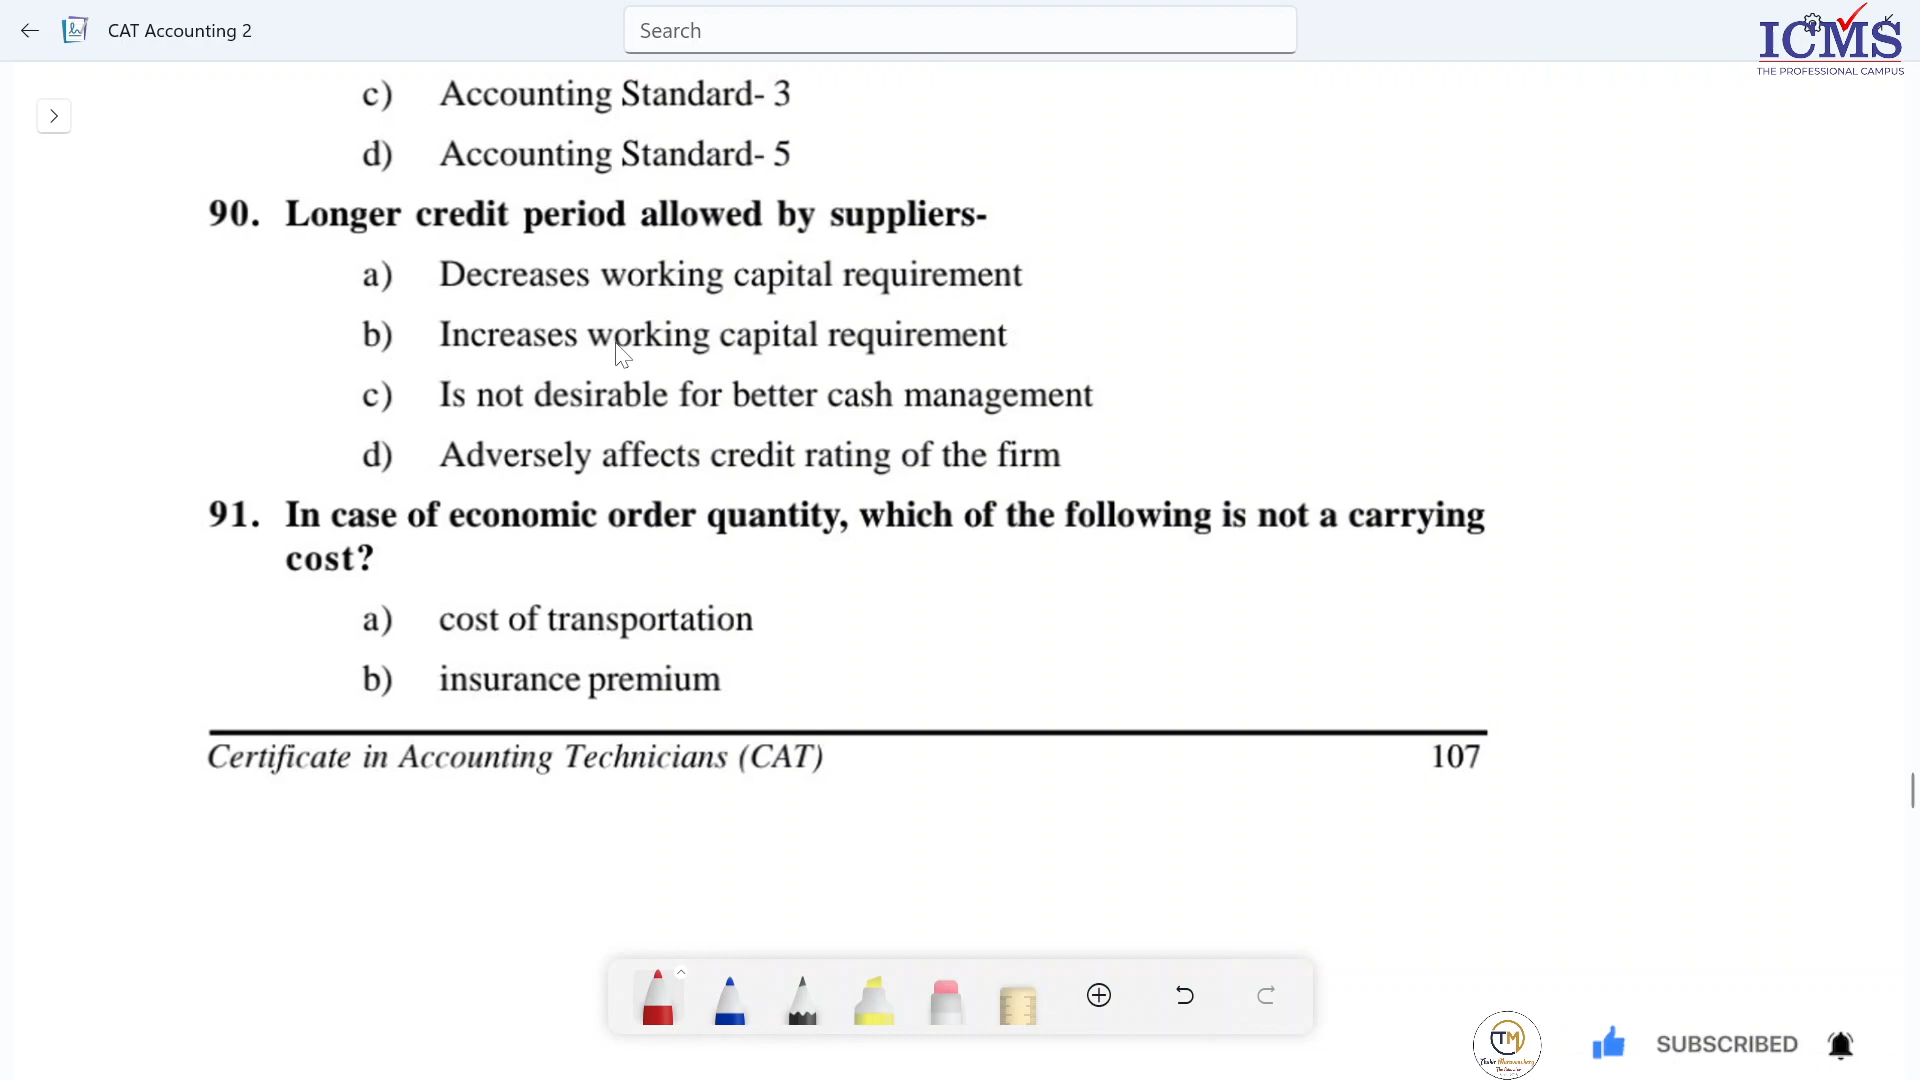 CAT Accounting 2
Search
ICMS
THE PROFESSIONAL CAMPUS
c) Accounting Standard- 3
d) Accounting Standard- 5
90. Longer credit period allowed by suppliers-
a) Decreases working capital requirement
b) Increases working capital requirement
c) Is not desirable for better cash management
d) Adversely affects credit rating of the firm
91. In case of economic order quantity, which of the following is not a carrying
cost?
a) cost of transportation
b) insurance premium
Certificate in Accounting Technicians (CAT) 107
TM
SUBSCRIBED